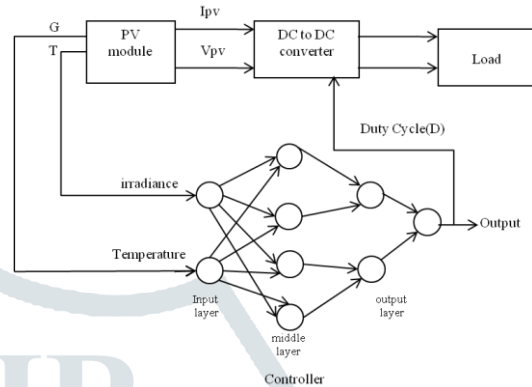 Ipv
G
PV
module
DC to DC
converter
Load
T
Vpv
Duty Cycle(D)
irradiance
Output
Temperature
Input
layer
output
layer
middle
layer
Controller